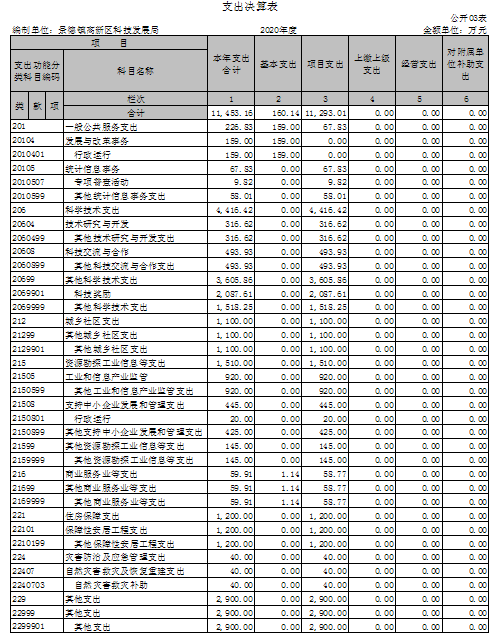 支出决算表
公开03表
编制单位：景德镇高新区科技发展局 2020年度 金额单位：万元
项 目 本年支出合计 基本支出 项目支出 上缴上级支出 经营支出 对附属单位补助支出
支出功能分类科目编码 科目名称
类 款 项 栏次 1 2 3 4 5 6
合计 11,453.16 160.14 11,293.01 0.00 0.00 0.00
201 一般公共服务支出 226.83 159.00 67.83 0.00 0.00 0.00
20104 发展与改革事务 159.00 159.00 0.00 0.00 0.00 0.00
2010401 行政运行 159.00 159.00 0.00 0.00 0.00 0.00
20105 统计信息事务 67.83 0.00 67.83 0.00 0.00 0.00
2010507 专项普查活动 9.82 0.00 9.82 0.00 0.00 0.00
2010599 其他统计信息事务支出 58.01 0.00 58.01 0.00 0.00 0.00
206 科学技术支出 4,416.42 0.00 4,416.42 0.00 0.00 0.00
20604 技术研究与开发 316.62 0.00 316.62 0.00 0.00 0.00
2060499 其他技术研究与开发支出 316.62 0.00 316.62 0.00 0.00 0.00
20608 科技交流与合作 493.93 0.00 493.93 0.00 0.00 0.00
2060899 其他科技交流与合作支出 493.93 0.00 493.93 0.00 0.00 0.00
20699 其他科学技术支出 3,605.86 0.00 3,605.86 0.00 0.00 0.00
2069901 科技奖励 2,087.61 0.00 2,087.61 0.00 0.00 0.00
2069999 其他科学技术支出 1,518.25 0.00 1,518.25 0.00 0.00 0.00
212 城乡社区支出 1,100.00 0.00 1,100.00 0.00 0.00 0.00
21299 其他城乡社区支出 1,100.00 0.00 1,100.00 0.00 0.00 0.00
2129901 其他城乡社区支出 1,100.00 0.00 1,100.00 0.00 0.00 0.00
215 资源勘探工业信息等支出 1,510.00 0.00 1,510.00 0.00 0.00 0.00
21505 工业和信息产业监管 920.00 0.00 920.00 0.00 0.00 0.00
2150599 其他工业和信息产业监管支出 920.00 0.00 920.00 0.00 0.00 0.00
21508 支持中小企业发展和管理支出 445.00 0.00 445.00 0.00 0.00 0.00
2150801 行政运行 20.00 0.00 20.00 0.00 0.00 0.00
2150899 其他支持中小企业发展和管理支出 425.00 0.00 425.00 0.00 0.00 0.00
21599 其他资源勘探工业信息等支出 145.00 0.00 145.00 0.00 0.00 0.00
2159999 其他资源勘探工业信息等支出 145.00 0.00 145.00 0.00 0.00 0.00
216 商业服务业等支出 59.91 1.14 58.77 0.00 0.00 0.00
21699 其他商业服务业等支出 59.91 1.14 58.77 0.00 0.00 0.00
2169999 其他商业服务业等支出 59.91 1.14 58.77 0.00 0.00 0.00
221 住房保障支出 1,200.00 0.00 1,200.00 0.00 0.00 0.00
22101 保障性安居工程支出 1,200.00 0.00 1,200.00 0.00 0.00 0.00
2210199 其他保障性安居工程支出 1,200.00 0.00 1,200.00 0.00 0.00 0.00
224 灾害防治及应急管理支出 40.00 0.00 40.00 0.00 0.00 0.00
22407 自然灾害救灾及恢复重建支出 40.00 0.00 40.00 0.00 0.00 0.00
2240703 自然灾害救灾补助 40.00 0.00 40.00 0.00 0.00 0.00
229 其他支出 2,900.00 0.00 2,900.00 0.00 0.00 0.00
22999 其他支出 2,900.00 0.00 2,900.00 0.00 0.00 0.00
2299901 其他支出 2,900.00 0.00 2,900.00 0.00 0.00 0.00